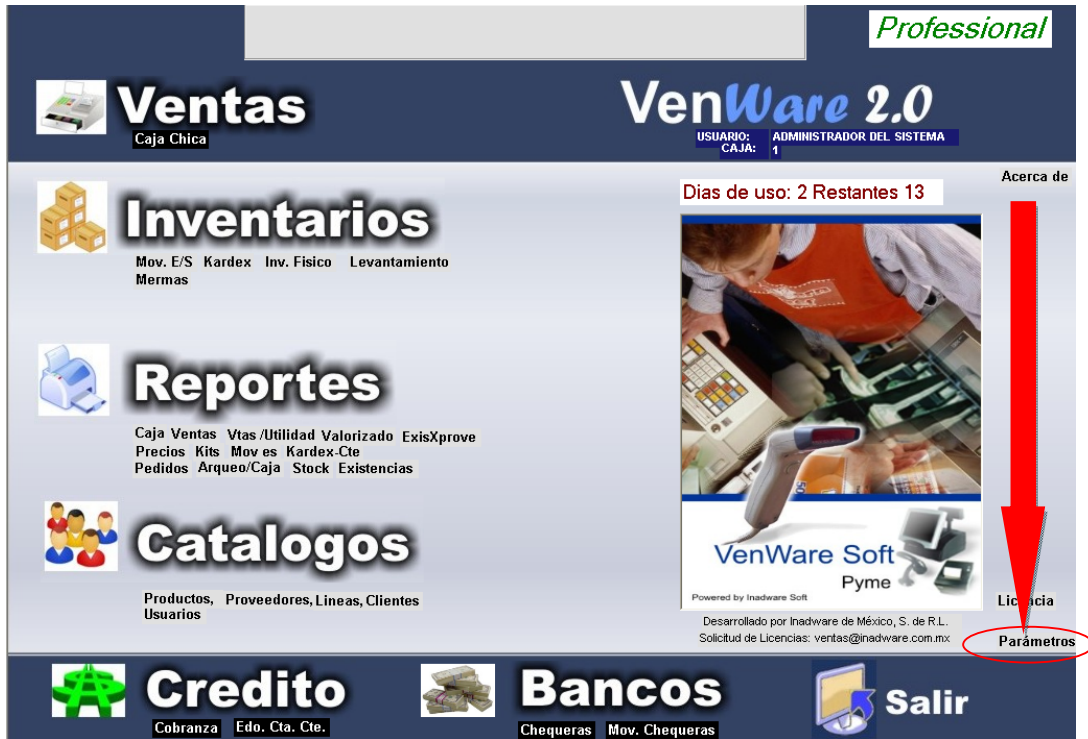 Professional
Ventas
Caja Chica
VenWare 2.0
USUARIO: ADMINISTRADOR DEL SISTEMA
CAJA: 1
Acerca de
Dias de uso: 2 Restantes 13
Inventarios
Mov. E/S Kardex Inv. Fisico Levantamiento
Mermas
Reportes
Caja Ventas Vtas /Utilidad Valorizado ExisXprove
Precios Kits Mov es Kardex-Cte
Pedidos Arqueo/Caja Stock Existencias
Catalogos
Productos, Proveedores, Lineas, Clientes
Usuarios
VenWare Soft
Pyme
Powered by Inadware Soft
Desarrollado por Inadware de México, S. de R.L.
Solicitud de Licencias: ventas@inadware.com.mx
Licencia
Parámetros
Credito
Cobranza Edo. Cta. Cte.
Bancos
Chequeras Mov. Chequeras
Salir